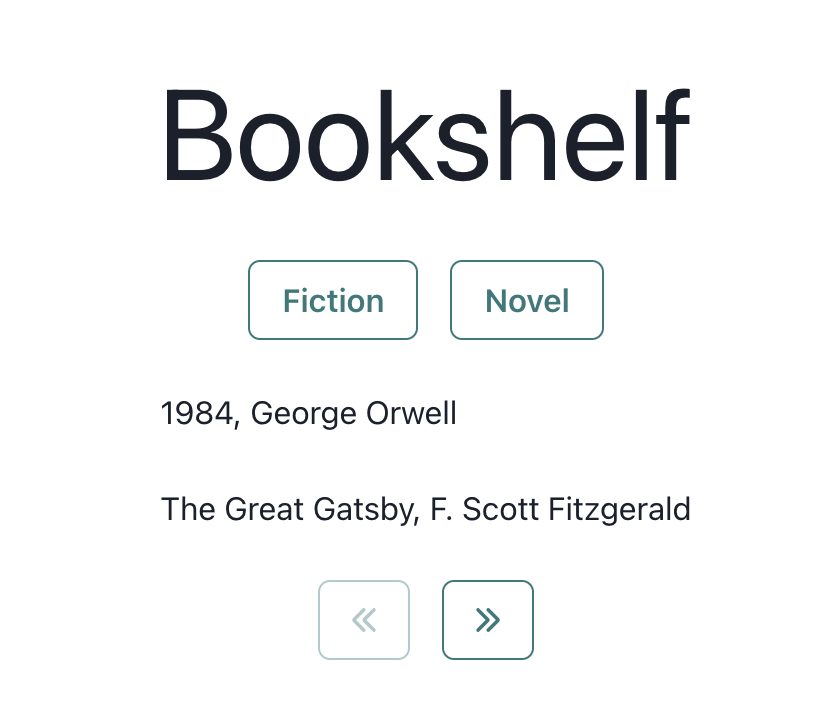 Bookshelf
Fiction Novel
1984, George Orwell
The Great Gatsby, F. Scott Fitzgerald
« »